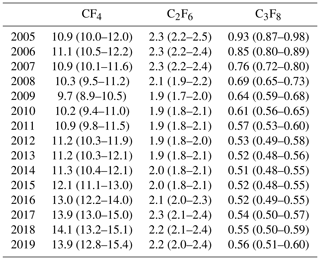 CF4 C2F6 C3F8
2005 10.9 (10.0–12.0) 2.3 (2.2–2.5) 0.93 (0.87–0.98)
2006 11.1 (10.5–12.2) 2.3 (2.2–2.4) 0.85 (0.80–0.89)
2007 10.9 (10.1–11.6) 2.3 (2.2–2.4) 0.76 (0.72–0.80)
2008 10.3 (9.5–11.2) 2.1 (1.9–2.2) 0.69 (0.65–0.73)
2009 9.7 (8.9–10.5) 1.9 (1.7–2.0) 0.64 (0.59–0.68)
2010 10.2 (9.4–11.0) 1.9 (1.8–2.1) 0.61 (0.56–0.65)
2011 10.9 (9.8–11.5) 1.9 (1.8–2.1) 0.57 (0.53–0.60)
2012 11.2 (10.3–11.9) 1.9 (1.8–2.0) 0.53 (0.49–0.58)
2013 11.2 (10.3–12.1) 1.9 (1.8–2.1) 0.52 (0.48–0.56)
2014 11.3 (10.4–12.1) 2.0 (1.8–2.1) 0.51 (0.48–0.55)
2015 12.1 (11.1–13.0) 2.0 (1.8–2.1) 0.52 (0.48–0.55)
2016 13.0 (12.2–14.0) 2.1 (2.0–2.3) 0.52 (0.49–0.55)
2017 13.9 (13.0–15.0) 2.3 (2.1–2.4) 0.54 (0.50–0.57)
2018 14.1 (13.2–15.1) 2.2 (2.1–2.4) 0.55 (0.50–0.59)
2019 13.9 (12.8–15.4) 2.2 (2.0–2.4) 0.56 (0.51–0.60)